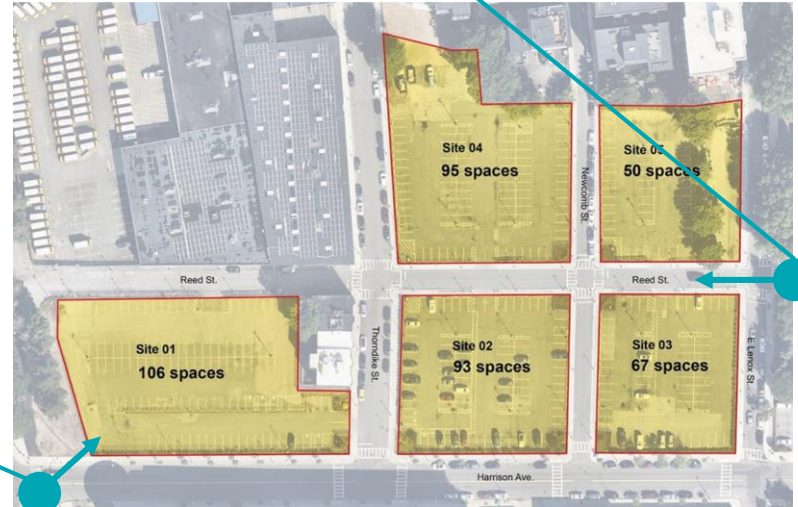 Site 04
95 spaces
Site 05
50 spaces
Newcomb St.
Reed St.
Reed St.
Site 01
106 spaces
Thorndike St.
Site 02
93 spaces
Site 03
67 spaces
E Lenox St.
Harrison Ave.